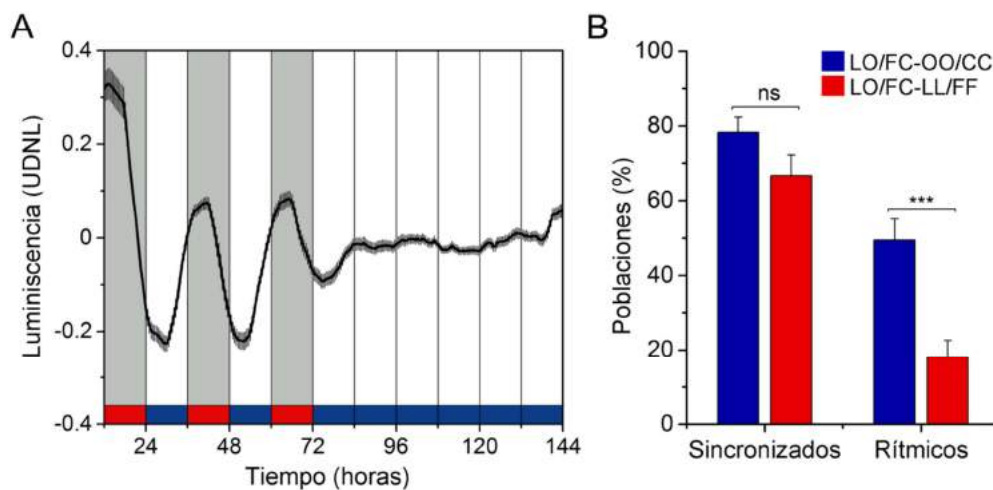 A
Luminiscencia (UDNL)
0.4
0.2
0
-0.2
-0.4
24
48
72
96
120
144
Tiempo (horas)
B
Poblaciones (%)
100
80
60
40
20
0
LO/FC-OO/CC
LO/FC-LL/FF
ns
***
Sincronizados
Rítmicos